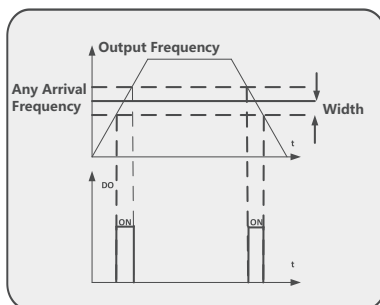 Output Frequency
Any Arrival
Frequency
Width
t
DO
ON
ON
t